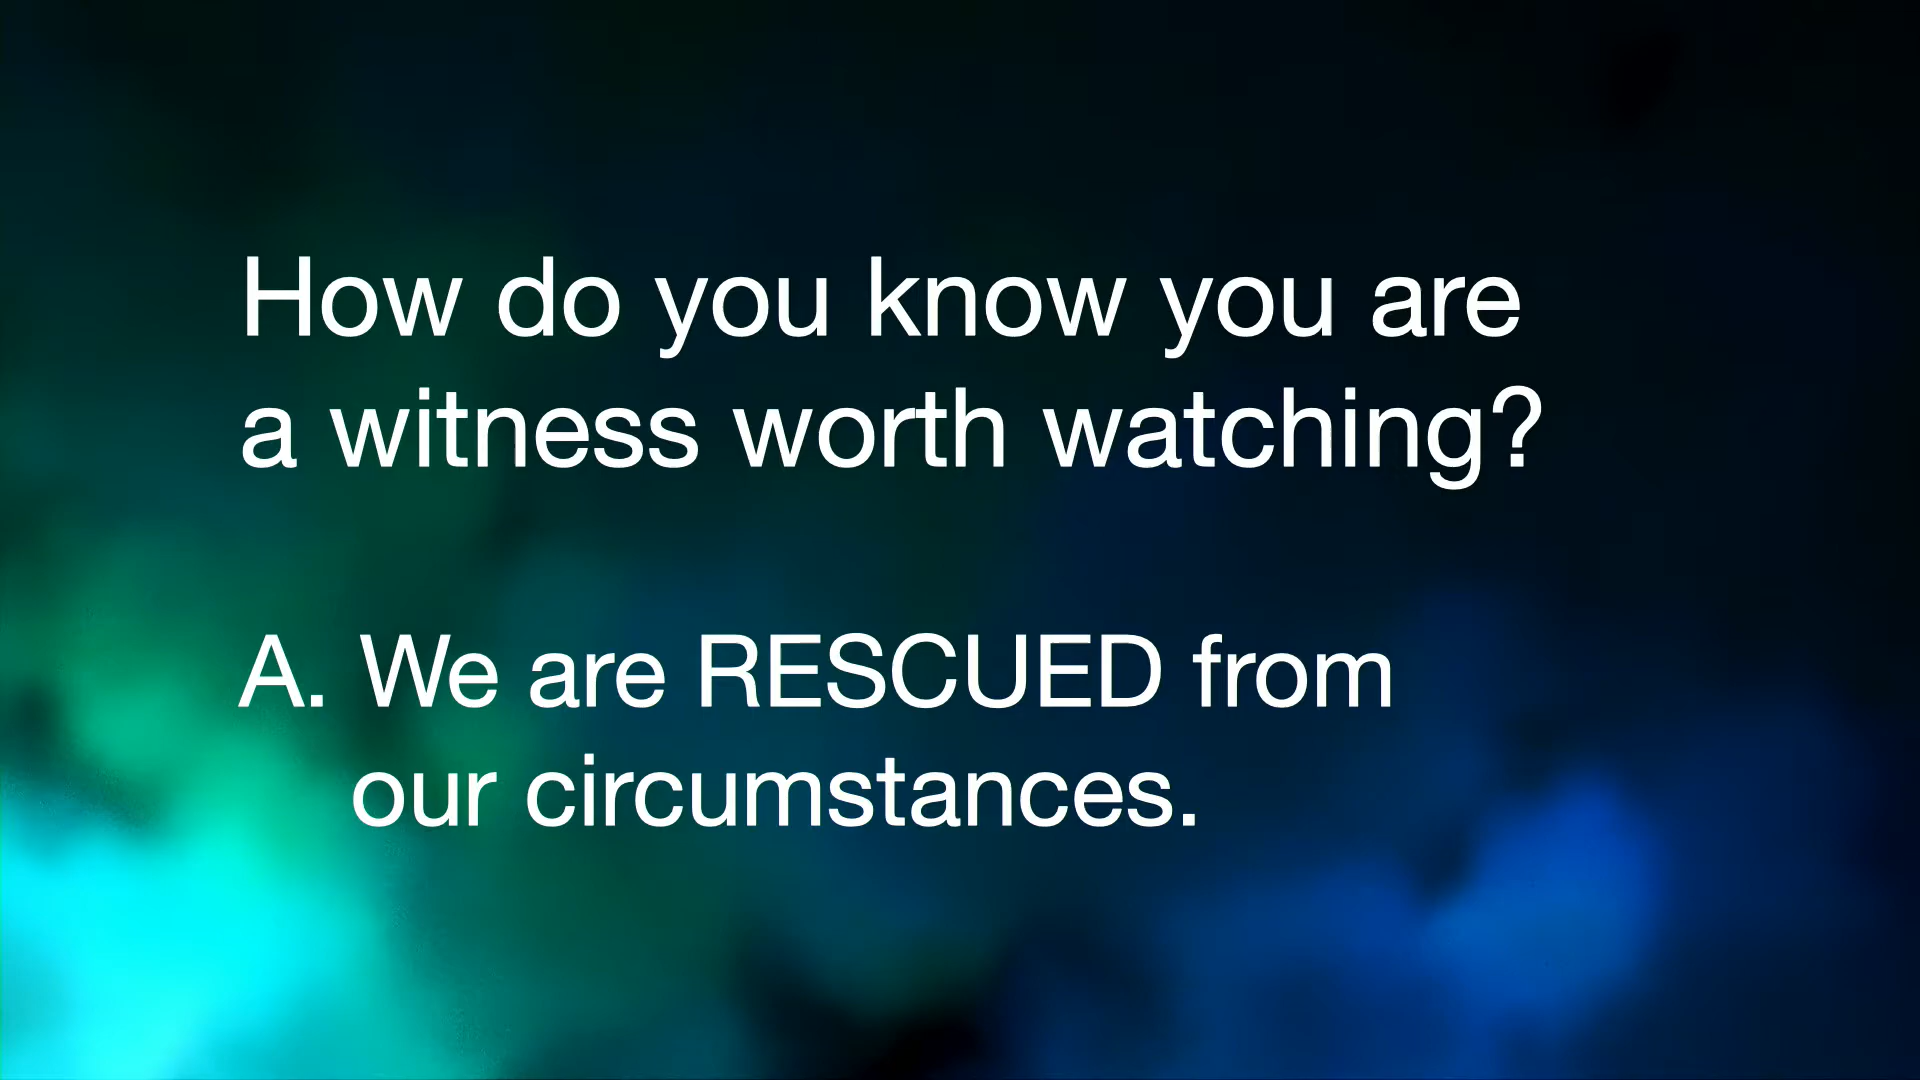 How do you know you are
a witness worth watching?
A. We are RESCUED from
our circumstances.